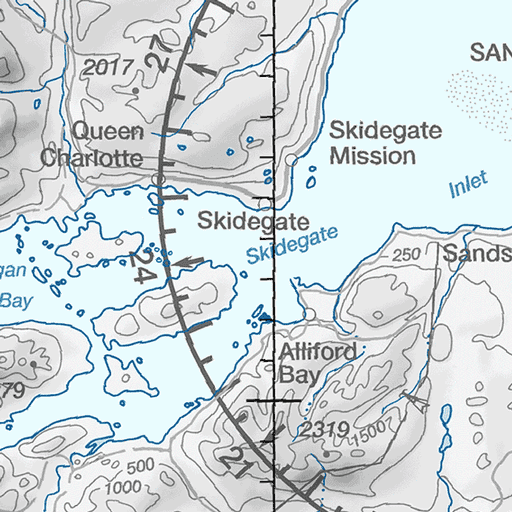 27
2017
SAN
Queen
Charlotte
Skidegate
Mission
Inlet
Skidegate
Skidegate
250
Sands
24
gan
Bay
Alliford
Bay
79
2319
1500?
21
500
1000